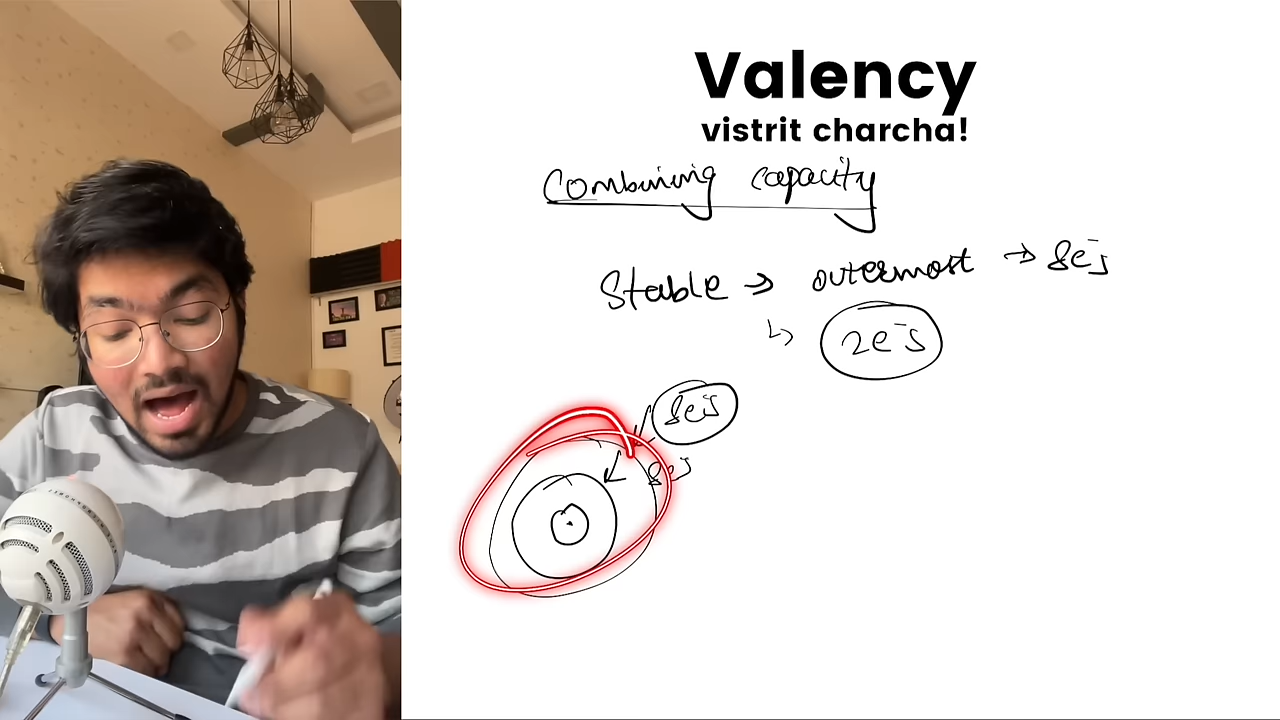 Valency
vistrit charcha!
Combining capacity
Stable → outermost → 8e⁻s
↳ 2e⁻s
8e⁻s
8e⁻s